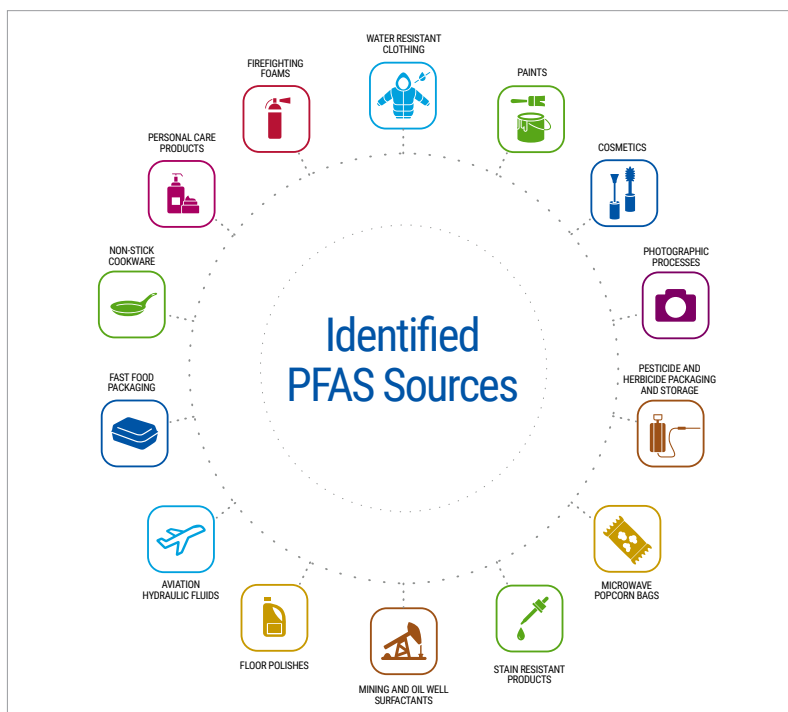 WATER RESISTANT
CLOTHING
PAINTS
COSMETICS
PHOTOGRAPHIC
PROCESSES
PESTICIDE AND
HERBICIDE PACKAGING
AND STORAGE
MICROWAVE
POPCORN BAGS
STAIN RESISTANT
PRODUCTS
MINING AND OIL WELL
SURFACTANTS
FLOOR POLISHES
AVIATION
HYDRAULIC FLUIDS
FAST FOOD
PACKAGING
NON-STICK
COOKWARE
PERSONAL CARE
PRODUCTS
FIREFIGHTING
FOAMS
Identified
PFAS Sources